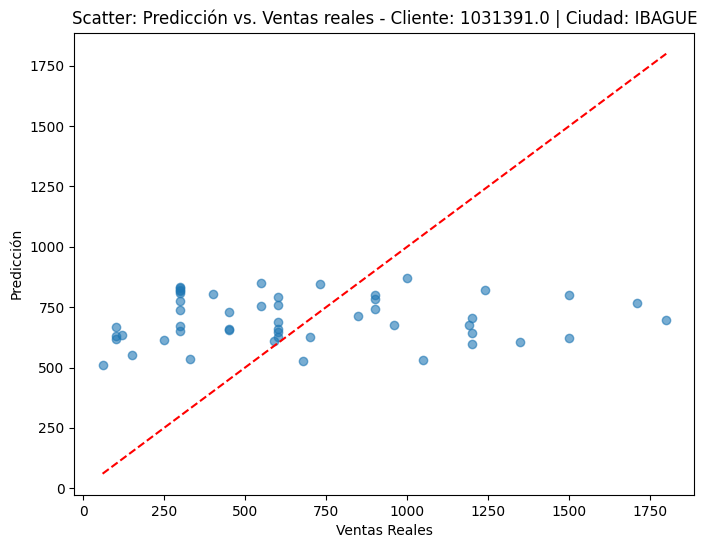 Scatter: Predicción vs. Ventas reales - Cliente: 1031391.0 | Ciudad: IBAGUE
1750
1500
1250
1000
750
500
250
0
Predicción
0 250 500 750 1000 1250 1500 1750
Ventas Reales